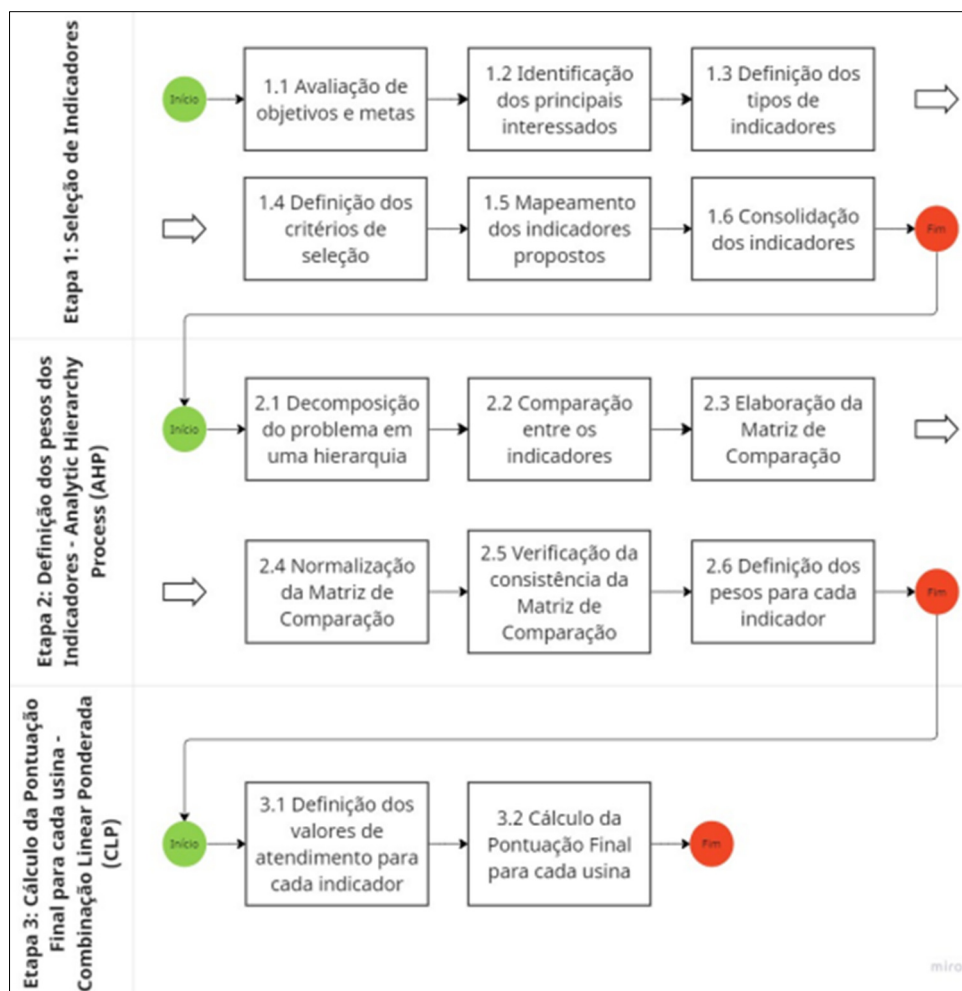 Etapa 1: Seleção de Indicadores
Início
1.1 Avaliação de
objetivos e metas
1.2 Identificação
dos principais
interessados
1.3 Definição dos
tipos de
indicadores
1.4 Definição dos
critérios de
seleção
1.5 Mapeamento
dos indicadores
propostos
1.6 Consolidação
dos indicadores
Fim
Etapa 2: Definição dos pesos dos
Indicadores - Analytic Hierarchy
Process (AHP)
Início
2.1 Decomposição
do problema em
uma hierarquia
2.2 Comparação
entre os
indicadores
2.3 Elaboração da
Matriz de
Comparação
2.4 Normalização
da Matriz de
Comparação
2.5 Verificação da
consistência da
Matriz de
Comparação
2.6 Definição dos
pesos para cada
indicador
Fim
Etapa 3: Cálculo da Pontuação
Final para cada usina -
Combinação Linear Ponderada
(CLP)
Início
3.1 Definição dos
valores de
atendimento para
cada indicador
3.2 Cálculo da
Pontuação Final
para cada usina
Fim
miro